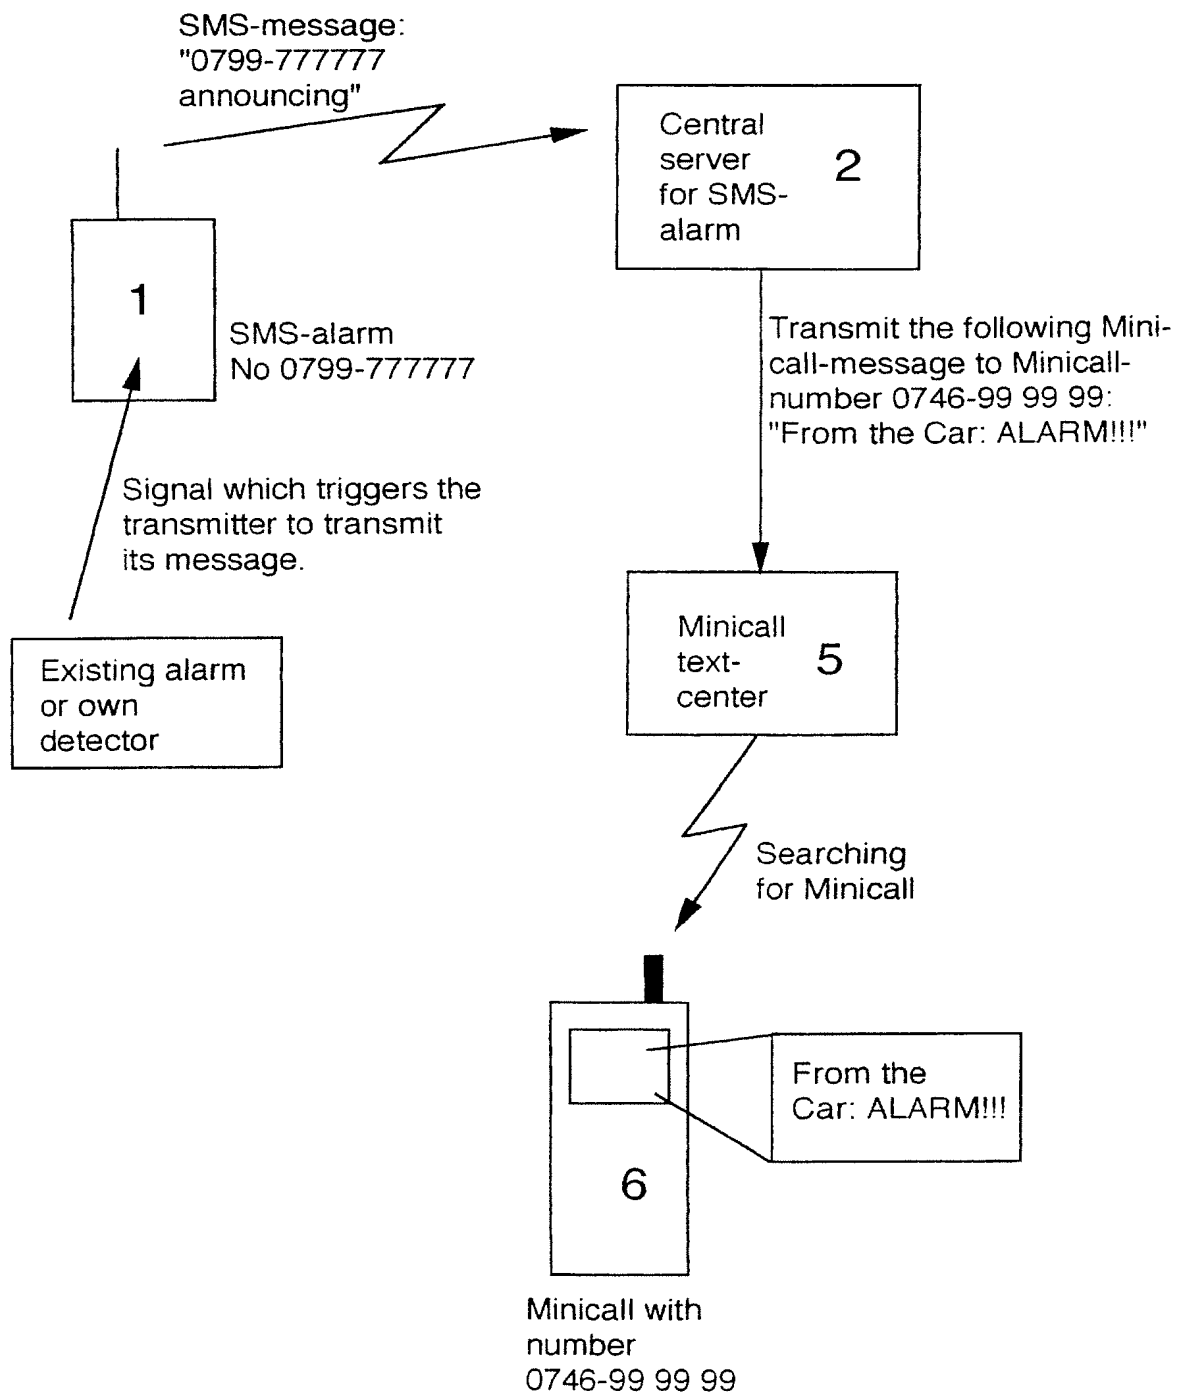 SMS-message:
"0799-777777
announcing"
Central
server
for SMS-
alarm
2
1
SMS-alarm
No 0799-777777
Transmit the following Mini-
call-message to Minicall-
number 0746-99 99 99:
"From the Car: ALARM!!!"
Signal which triggers the
transmitter to transmit
its message.
Existing alarm
or own
detector
Minicall
text-
center
5
Searching
for Minicall
From the
Car: ALARM!!!
6
Minicall with
number
0746-99 99 99